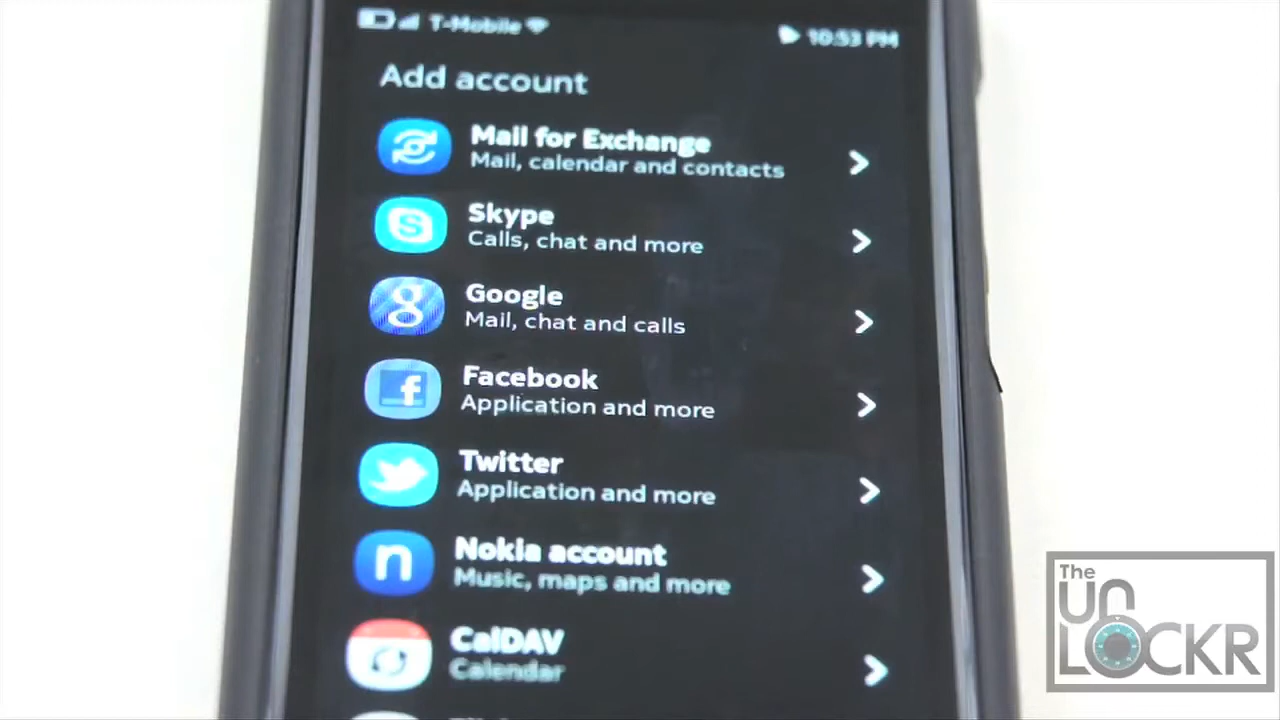 T-Mobile 10:53 PM
Add account
Mail for Exchange
Mail, calendar and contacts
Skype
Calls, chat and more
Google
Mail, chat and calls
Facebook
Application and more
Twitter
Application and more
Nokia account
Music, maps and more
CalDAV
Calendar
The
UN
LOCKR